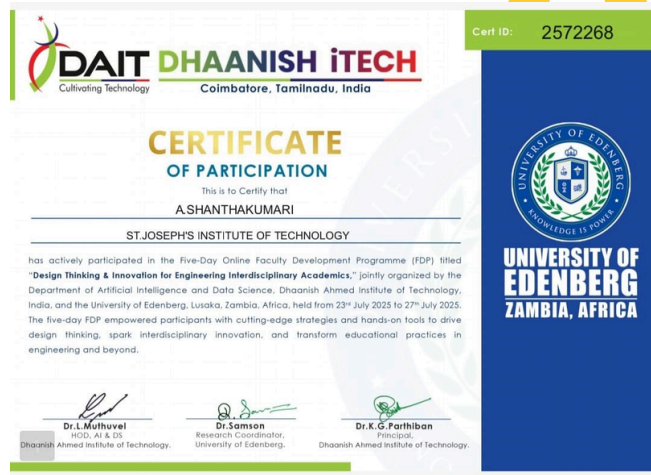 Cert ID: 2572268
DAIT DHAANISH iTECH
Cultivating Technology
Coimbatore, Tamilnadu, India
CERTIFICATE
OF PARTICIPATION
This is to Certify that
A.SHANTHAKUMARI
ST.JOSEPH'S INSTITUTE OF TECHNOLOGY
has actively participated in the Five-Day Online Faculty Development Programme (FDP) titled
"Design Thinking & Innovation for Engineering Interdisciplinary Academics," jointly organized by the
Department of Artificial Intelligence and Data Science, Dhaanish Ahmed Institute of Technology,
India, and the University of Edenberg, Lusaka, Zambia, Africa, held from 23rd July 2025 to 27th July 2025.
The five-day FDP empowered participants with cutting-edge strategies and hands-on tools to drive
design thinking, spark interdisciplinary innovation, and transform educational practices in
engineering and beyond.
Dr.L.Muthuvel
HOD, AI & DS
Dhaanish Ahmed Institute of Technology.
Dr.Samson
Research Coordinator,
University of Edenberg.
Dr.K.G.Parthiban
Principal,
Dhaanish Ahmed Institute of Technology.
UNIVERSITY OF EDENBERG
KNOWLEDGE IS POWER
UNIVERSITY OF
EDENBERG
ZAMBIA, AFRICA